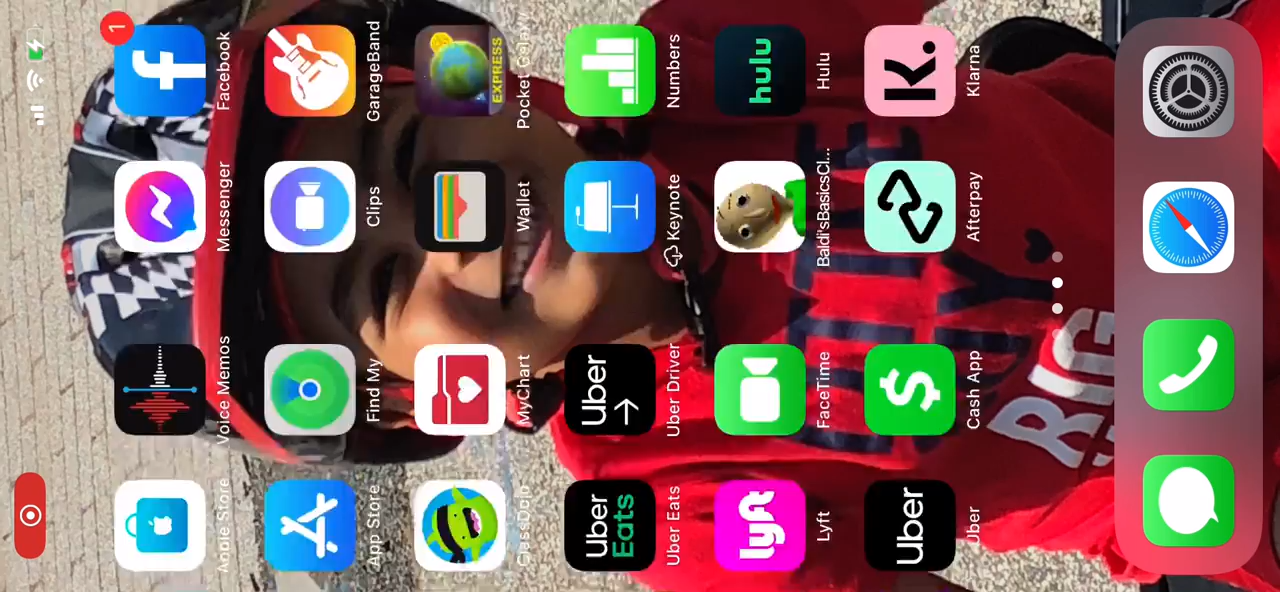 1
Apple Store Voice Memos Messenger Facebook
App Store Find My Clips GarageBand
EXPRESS
ClassDojo MyChart Wallet Pocket Galaxy
Uber Eats
Uber
Uber Eats Uber Driver Keynote Numbers
lyft
hulu
Lyft FaceTime Baldi'sBasicsCl... Hulu
Uber
$
K.
Uber Cash App Afterpay Klarna
BIG